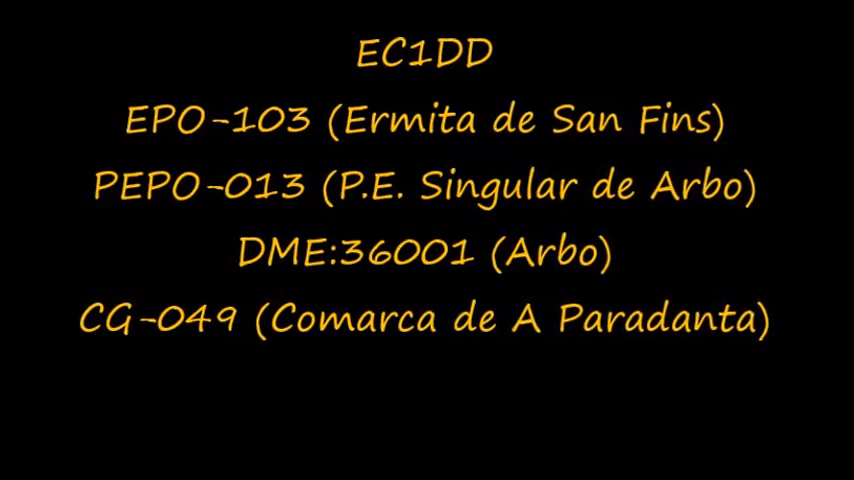 EC1DD
EPO-103 (Ermita de San Fins)
PEPO-013 (P.E. Singular de Arbo)
DME:36001 (Arbo)
CG-049 (Comarca de A Paradanta)